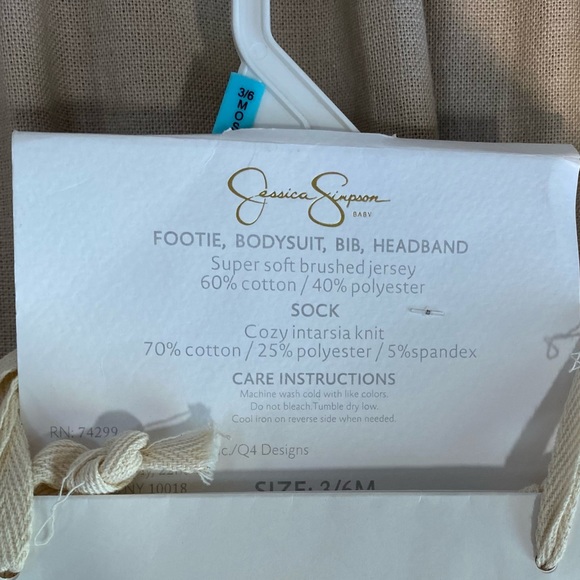 3/6
MOS
Jessica Simpson
BABY
FOOTIE, BODYSUIT, BIB, HEADBAND
Super soft brushed jersey
60% cotton / 40% polyester
SOCK
Cozy intarsia knit
70% cotton / 25% polyester / 5%spandex
CARE INSTRUCTIONS
Machine wash cold with like colors.
Do not bleach.Tumble dry low.
Cool iron on reverse side when needed.
RN: 74299
c./Q4 Designs
NY 10018
SIZE: 3/6M